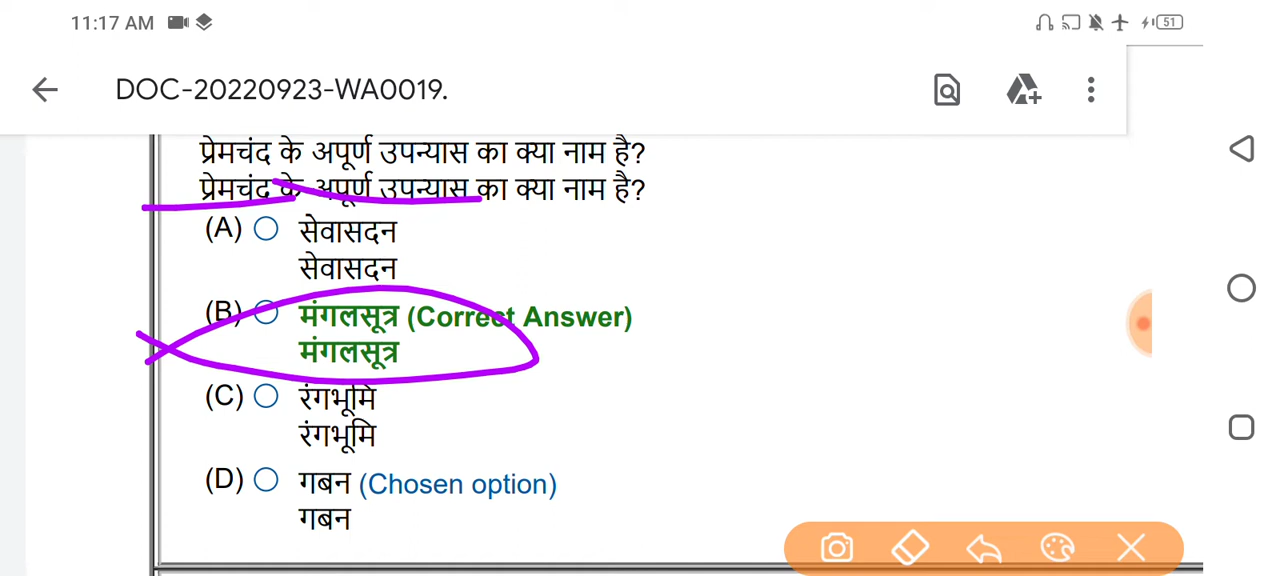 11:17 AM
51
DOC-20220923-WA0019.
प्रेमचंद के अपूर्ण उपन्यास का क्या नाम है?
प्रेमचंद के अपूर्ण उपन्यास का क्या नाम है?
(A) सेवासदन
सेवासदन
(B) मंगलसूत्र (Correct Answer)
मंगलसूत्र
(C) रंगभूमि
रंगभूमि
(D) गबन (Chosen option)
गबन